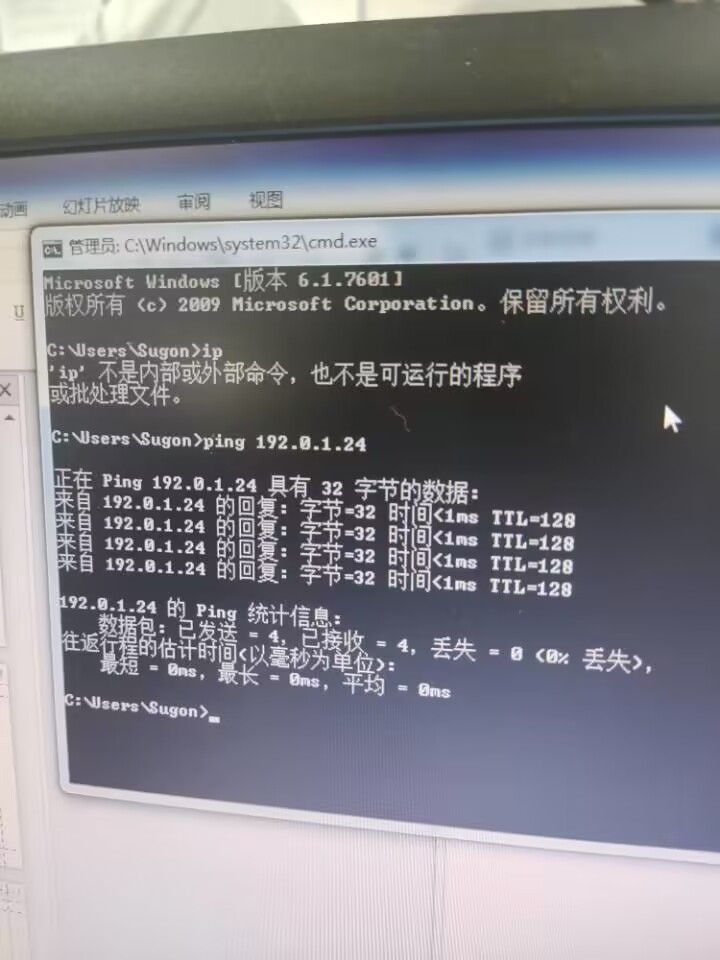 动画 幻灯片放映 审阅 视图
管理员: C:\Windows\system32\cmd.exe
Microsoft Windows [版本 6.1.7601]
版权所有 (c) 2009 Microsoft Corporation。保留所有权利。
U
C:\Users\Sugon>ip
'ip' 不是内部或外部命令，也不是可运行的程序
或批处理文件。
C:\Users\Sugon>ping 192.0.1.24
正在 Ping 192.0.1.24 具有 32 字节的数据:
来自 192.0.1.24 的回复: 字节=32 时间<1ms TTL=128
来自 192.0.1.24 的回复: 字节=32 时间<1ms TTL=128
来自 192.0.1.24 的回复: 字节=32 时间<1ms TTL=128
来自 192.0.1.24 的回复: 字节=32 时间<1ms TTL=128
192.0.1.24 的 Ping 统计信息:
数据包: 已发送 = 4，已接收 = 4，丢失 = 0 (0% 丢失)，
往返行程的估计时间(以毫秒为单位):
最短 = 0ms，最长 = 0ms，平均 = 0ms
C:\Users\Sugon>_